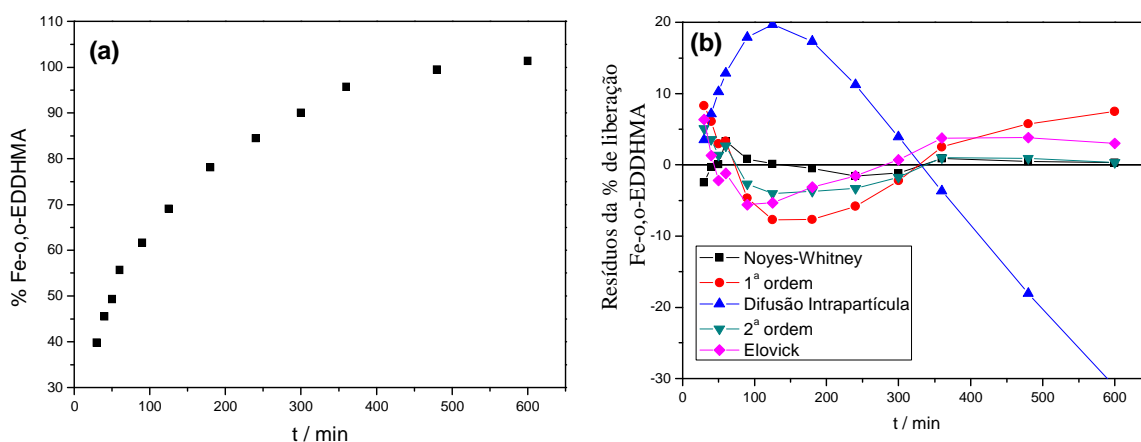 (a)
110
100
90
80
70
60
50
40
30
% Fe-o,o-EDDHMA
0 100 200 300 400 500 600
t / min
(b)
20
10
0
-10
-20
-30
Resíduos da % de liberação
Fe-o,o-EDDHMA
Noyes-Whitney
1ª ordem
Difusão Intrapartícula
2ª ordem
Elovick
0 100 200 300 400 500 600
t / min